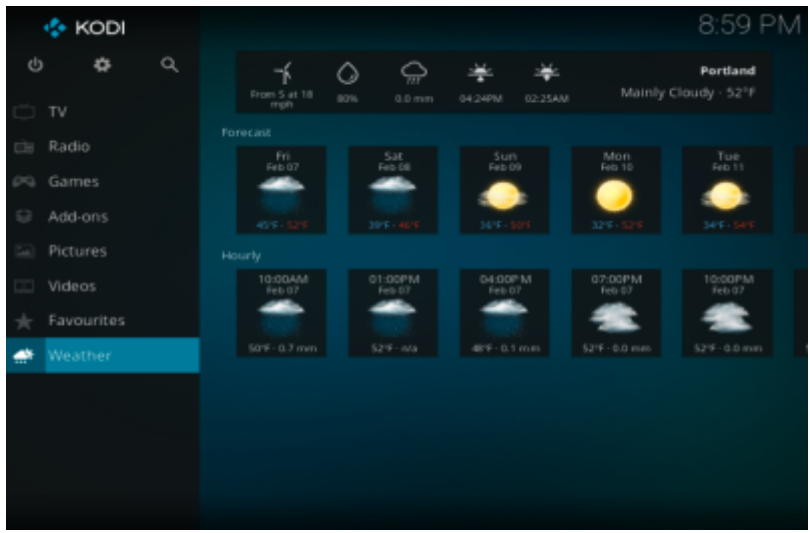 KODI
8:59 PM
TV
Radio
Games
Add-ons
Pictures
Videos
Favourites
Weather
From S at 18
mph
80%
0.0 mm
04:24PM
02:25AM
Portland
Mainly Cloudy · 52°F
Forecast
Fri
Feb 07
45°F - 52°F
Sat
Feb 08
39°F - 46°F
Sun
Feb 09
36°F - 50°F
Mon
Feb 10
32°F - 52°F
Tue
Feb 11
34°F - 54°F
Hourly
10:00AM
Feb 07
50°F - 0.7 mm
01:00PM
Feb 07
52°F - n/a
04:00PM
Feb 07
48°F - 0.1 mm
07:00PM
Feb 07
52°F - 0.0 mm
10:00PM
Feb 07
52°F - 0.0 mm